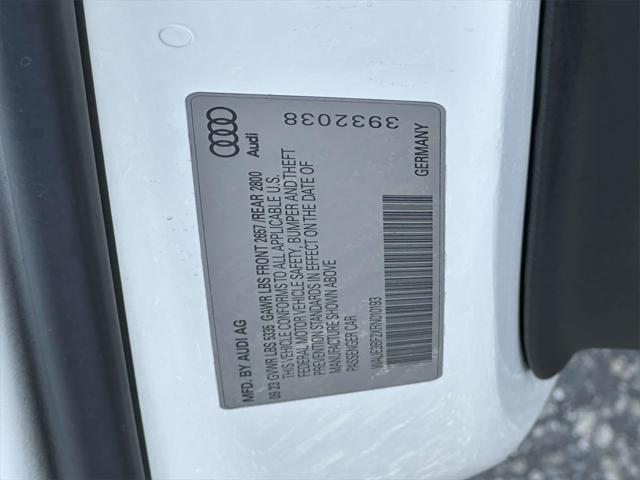 MFD. BY AUDI AG
Audi
09 23 GVWR LBS 5335 GAWR LBS FRONT 2657 /REAR 2800
THIS VEHICLE CONFORMS TO ALL APPLICABLE U.S.
FEDERAL MOTOR VEHICLE SAFETY, BUMPER AND THEFT
PREVENTION STANDARDS IN EFFECT ON THE DATE OF
MANUFACTURE SHOWN ABOVE
PASSENGER CAR
3932038
GERMANY